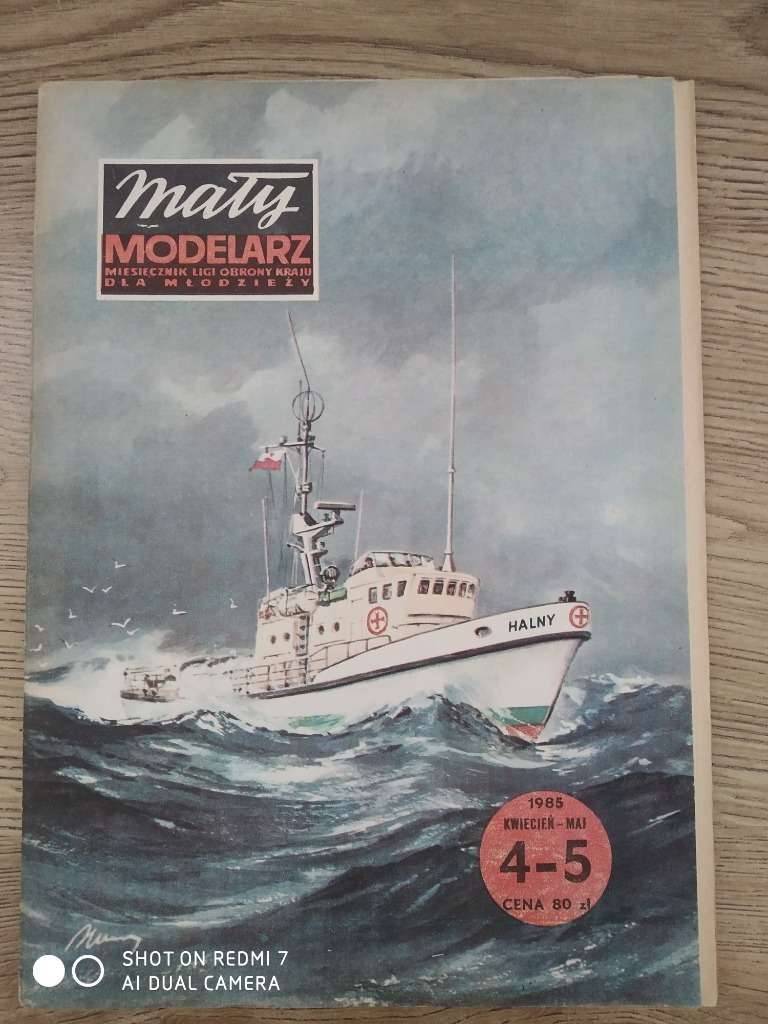 mały
MODELARZ
MIESIĘCZNIK LIGI OBRONY KRAJU
DLA MŁODZIEŻY
HALNY
1985
KWIECIEŃ - MAJ
4-5
CENA 80 zł
SHOT ON REDMI 7
AI DUAL CAMERA